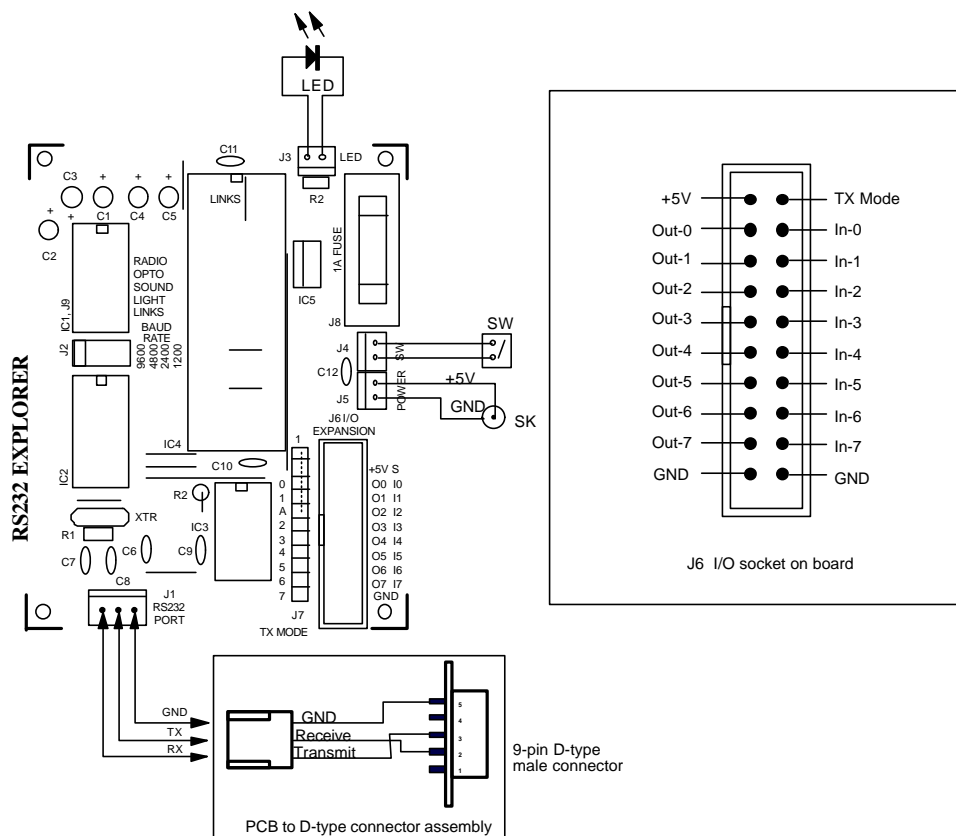 LED
J3
LED
R2
C11
C3
+
+
+
C1
C4
C5
+
+
C2
LINKS
1A FUSE
IC5
J8
IC1, J9
RADIO
OPTO
SOUND
LIGHT
LINKS
BAUD
RATE
9600
4800
2400
1200
J2
J4
SW
SW
C12
J5
POWER
+5V
GND
SK
RS232 EXPLORER
IC2
IC4
C10
J6 I/O
EXPANSION
1
+5V S
0
O0 I0
1
O1 I1
A
O2 I2
2
O3 I3
3
O4 I4
4
O5 I5
5
O6 I6
6
O7 I7
7
GND
R2
IC3
XTR
R1
C7
C6
C9
C8
J1
RS232
PORT
J7
TX MODE
GND
TX
RX
GND
Receive
Transmit
5
4
3
2
1
9-pin D-type
male connector
PCB to D-type connector assembly
+5V
TX Mode
Out-0
In-0
Out-1
In-1
Out-2
In-2
Out-3
In-3
Out-4
In-4
Out-5
In-5
Out-6
In-6
Out-7
In-7
GND
GND
J6 I/O socket on board